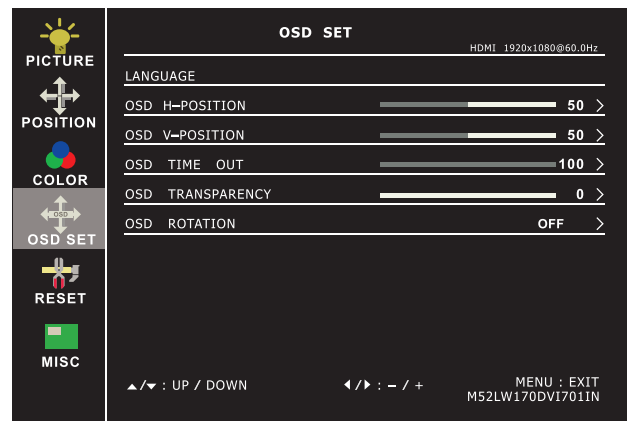 PICTURE
POSITION
COLOR
OSD
OSD SET
RESET
MISC
OSD SET
HDMI 1920x1080@60.0Hz
LANGUAGE
OSD H-POSITION 50 >
OSD V-POSITION 50 >
OSD TIME OUT 100 >
OSD TRANSPARENCY 0 >
OSD ROTATION OFF >
▲/▼ : UP / DOWN ◀/▶ : – / + MENU : EXIT
M52LW170DVI701IN